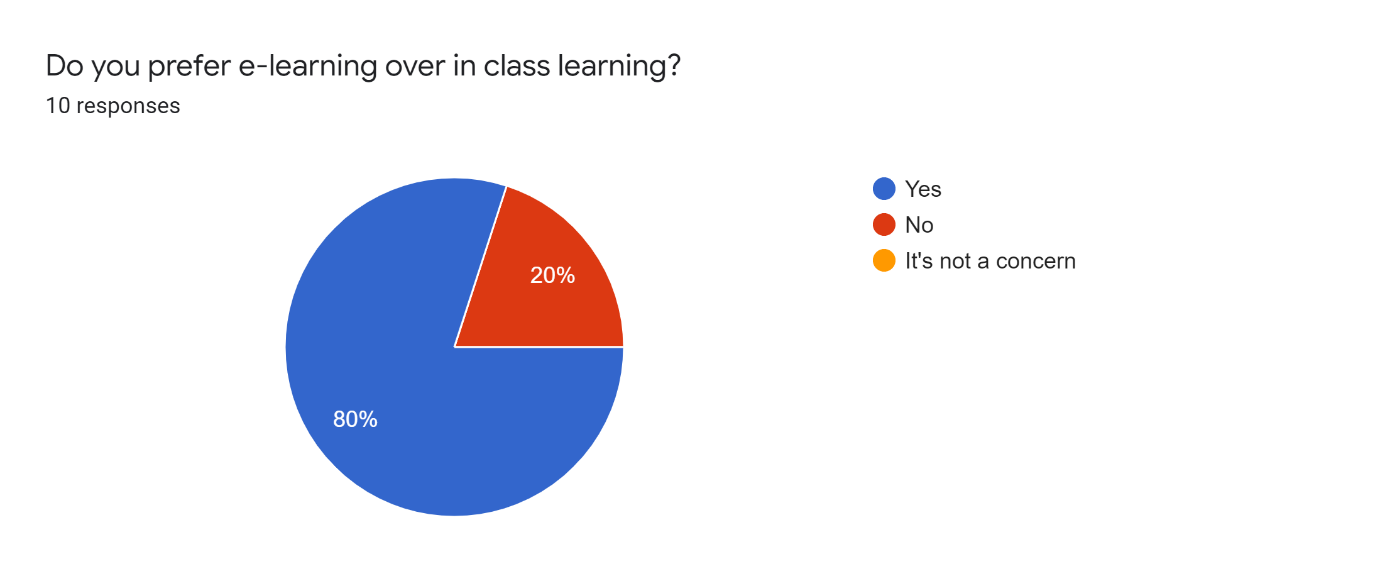 Do you prefer e-learning over in class learning?
10 responses
Yes
No
It's not a concern
20%
80%